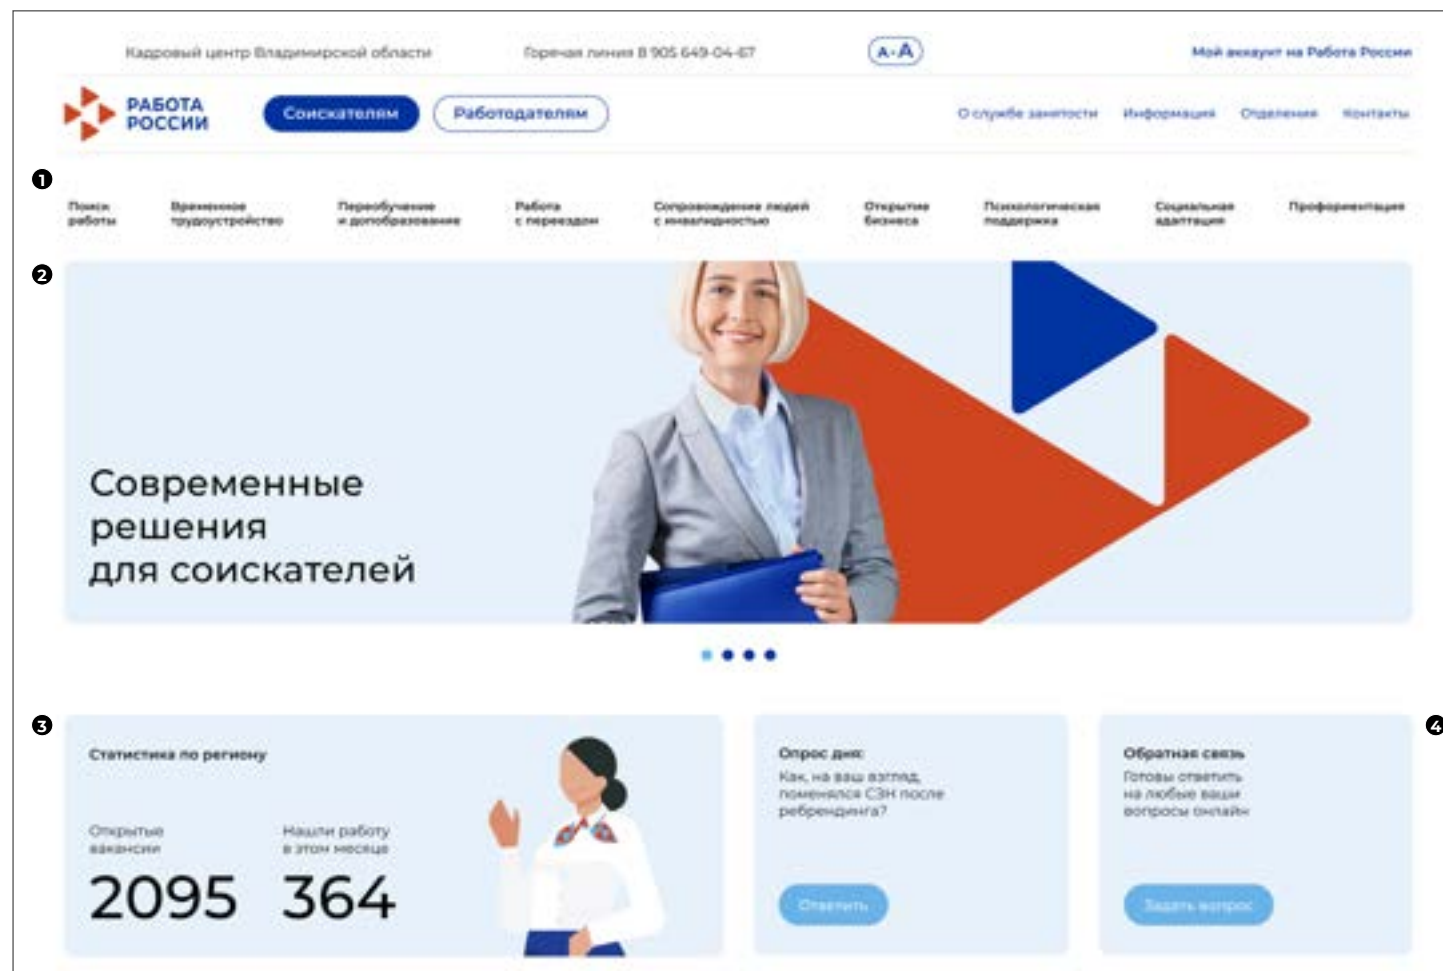 Кадровый центр Владимирской области
Горячая линия 8 905 649-04-67
А-А
Мой аккаунт на Работа России
РАБОТА
РОССИИ
Соискателям
Работодателям
О службе занятости
Информация
Отделения
Контакты
1
Поиск
работы
Временное
трудоустройство
Переобучение
и допобразование
Работа
с переездом
Сопровождение людей
с инвалидностью
Открытие
бизнеса
Психологическая
поддержка
Социальная
адаптация
Профориентация
2
Современные
решения
для соискателей
3
Статистика по региону
Открытые
вакансии
2095
Нашли работу
в этом месяце
364
Опрос дня:
Как, на ваш взгляд,
поменялся СЗН после
ребрендинга?
Ответить
4
Обратная связь
Готовы ответить
на любые ваши
вопросы онлайн
Задать вопрос